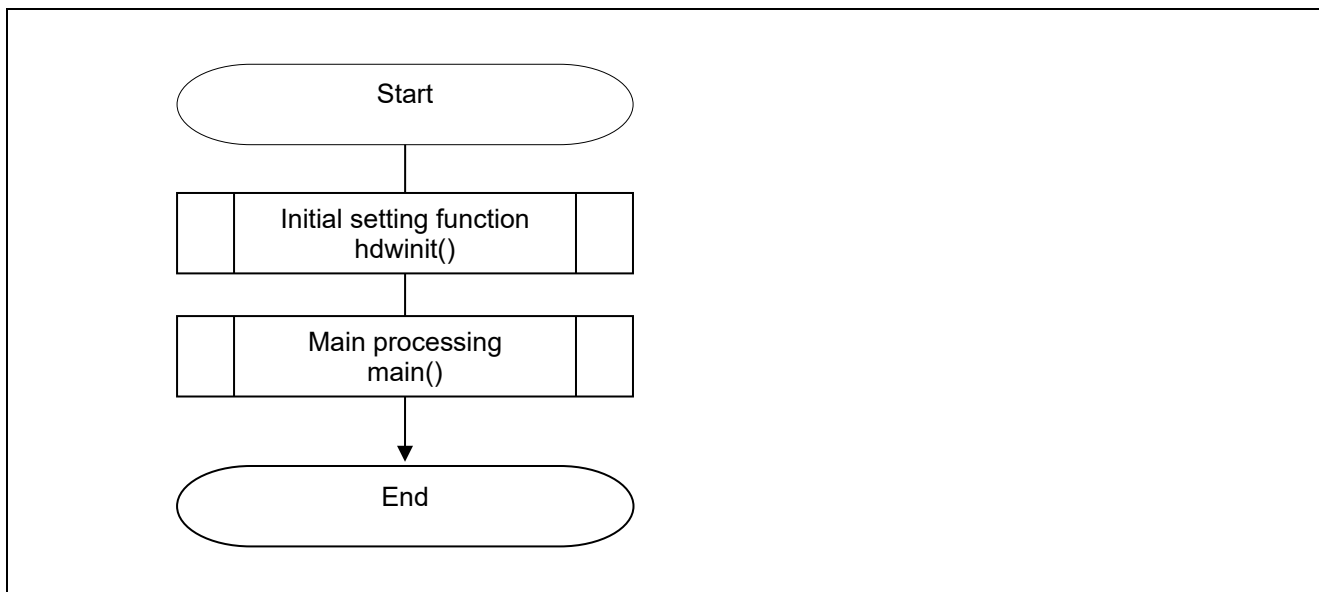 Start
Initial setting function
hdwinit()
Main processing
main()
End